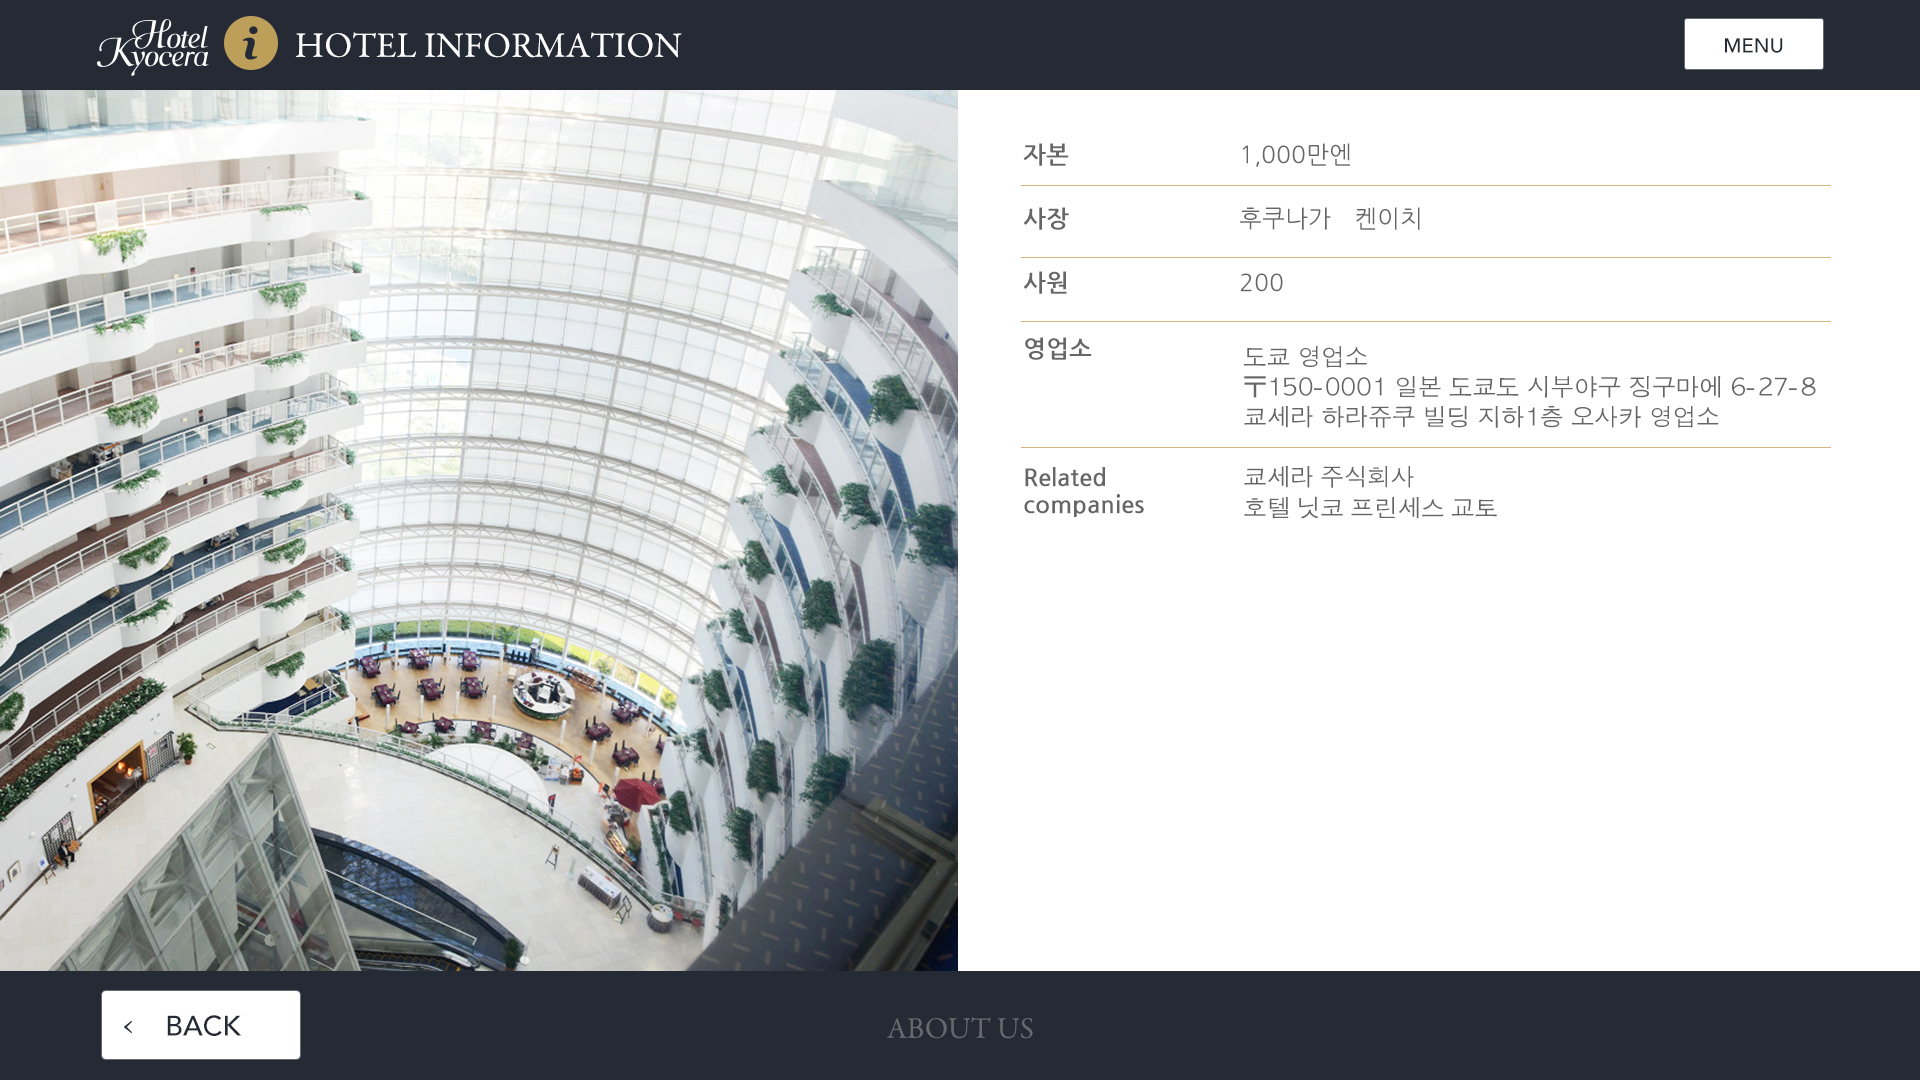 Hotel
Kyocera
i
HOTEL INFORMATION
MENU
자본 1,000만엔
사장 후쿠나가　켄이치
사원 200
영업소 도쿄 영업소
〒150-0001 일본 도쿄도 시부야구 징구마에 6-27-8
쿄세라 하라쥬쿠 빌딩 지하1층 오사카 영업소
Related 쿄세라 주식회사
companies 호텔 닛코 프린세스 교토
< BACK
ABOUT US